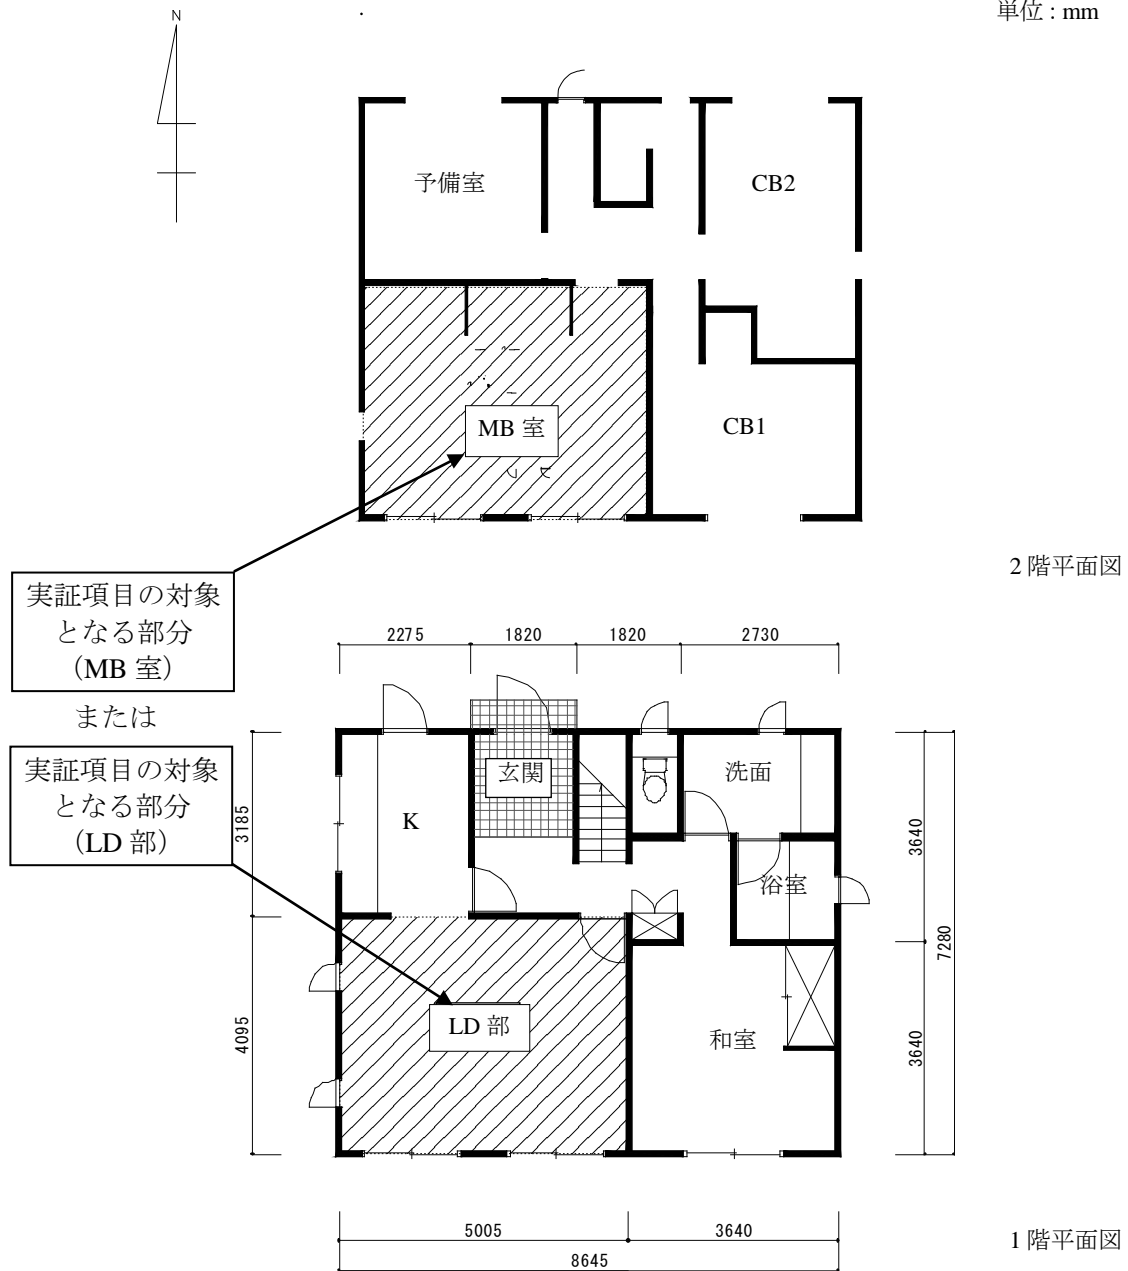 単位 : mm
N
予備室
CB2
MB 室
CB1
2 階平面図
実証項目の対象
となる部分
（MB 室）
または
実証項目の対象
となる部分
（LD 部）
2275
1820
1820
2730
玄関
洗面
K
浴室
3185
3640
7280
LD 部
和室
4095
3640
5005
3640
8645
1 階平面図